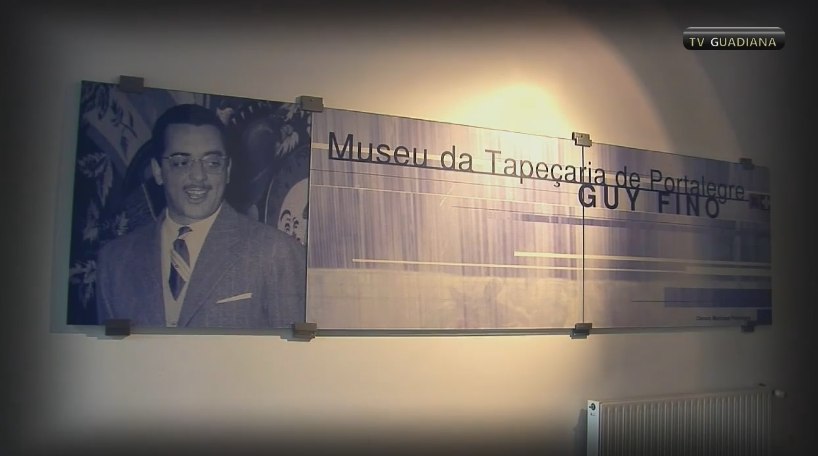 TV GUADIANA
Museu da Tapeçaria de Portalegre
GUY FINO